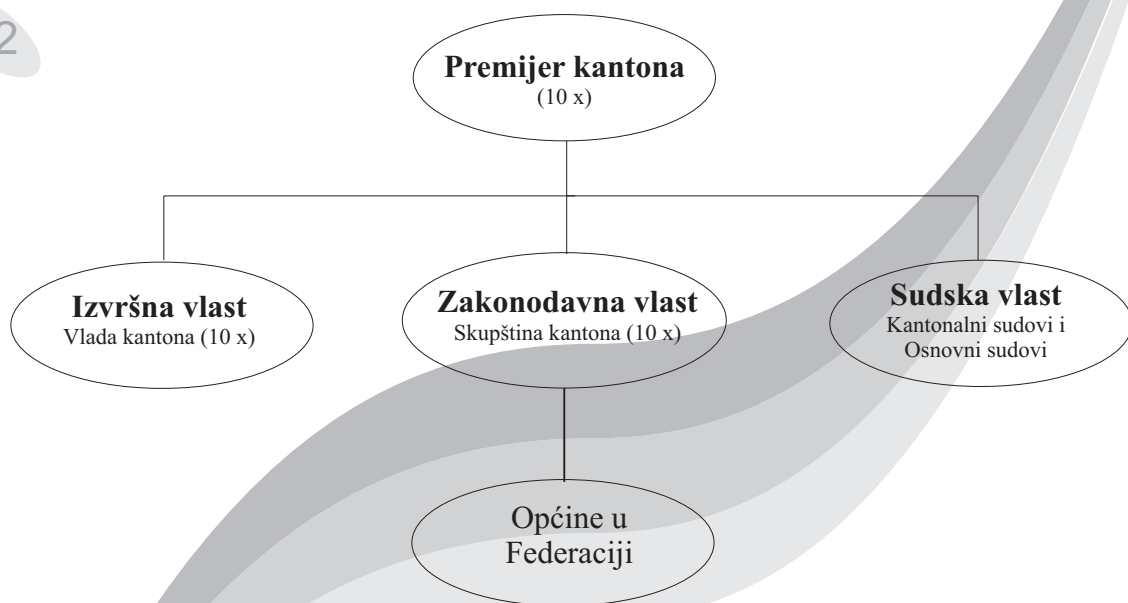 2
Premijer kantona
(10 x)
Izvršna vlast
Vlada kantona (10 x)
Zakonodavna vlast
Skupština kantona (10 x)
Sudska vlast
Kantonalni sudovi i
Osnovni sudovi
Općine u
Federaciji